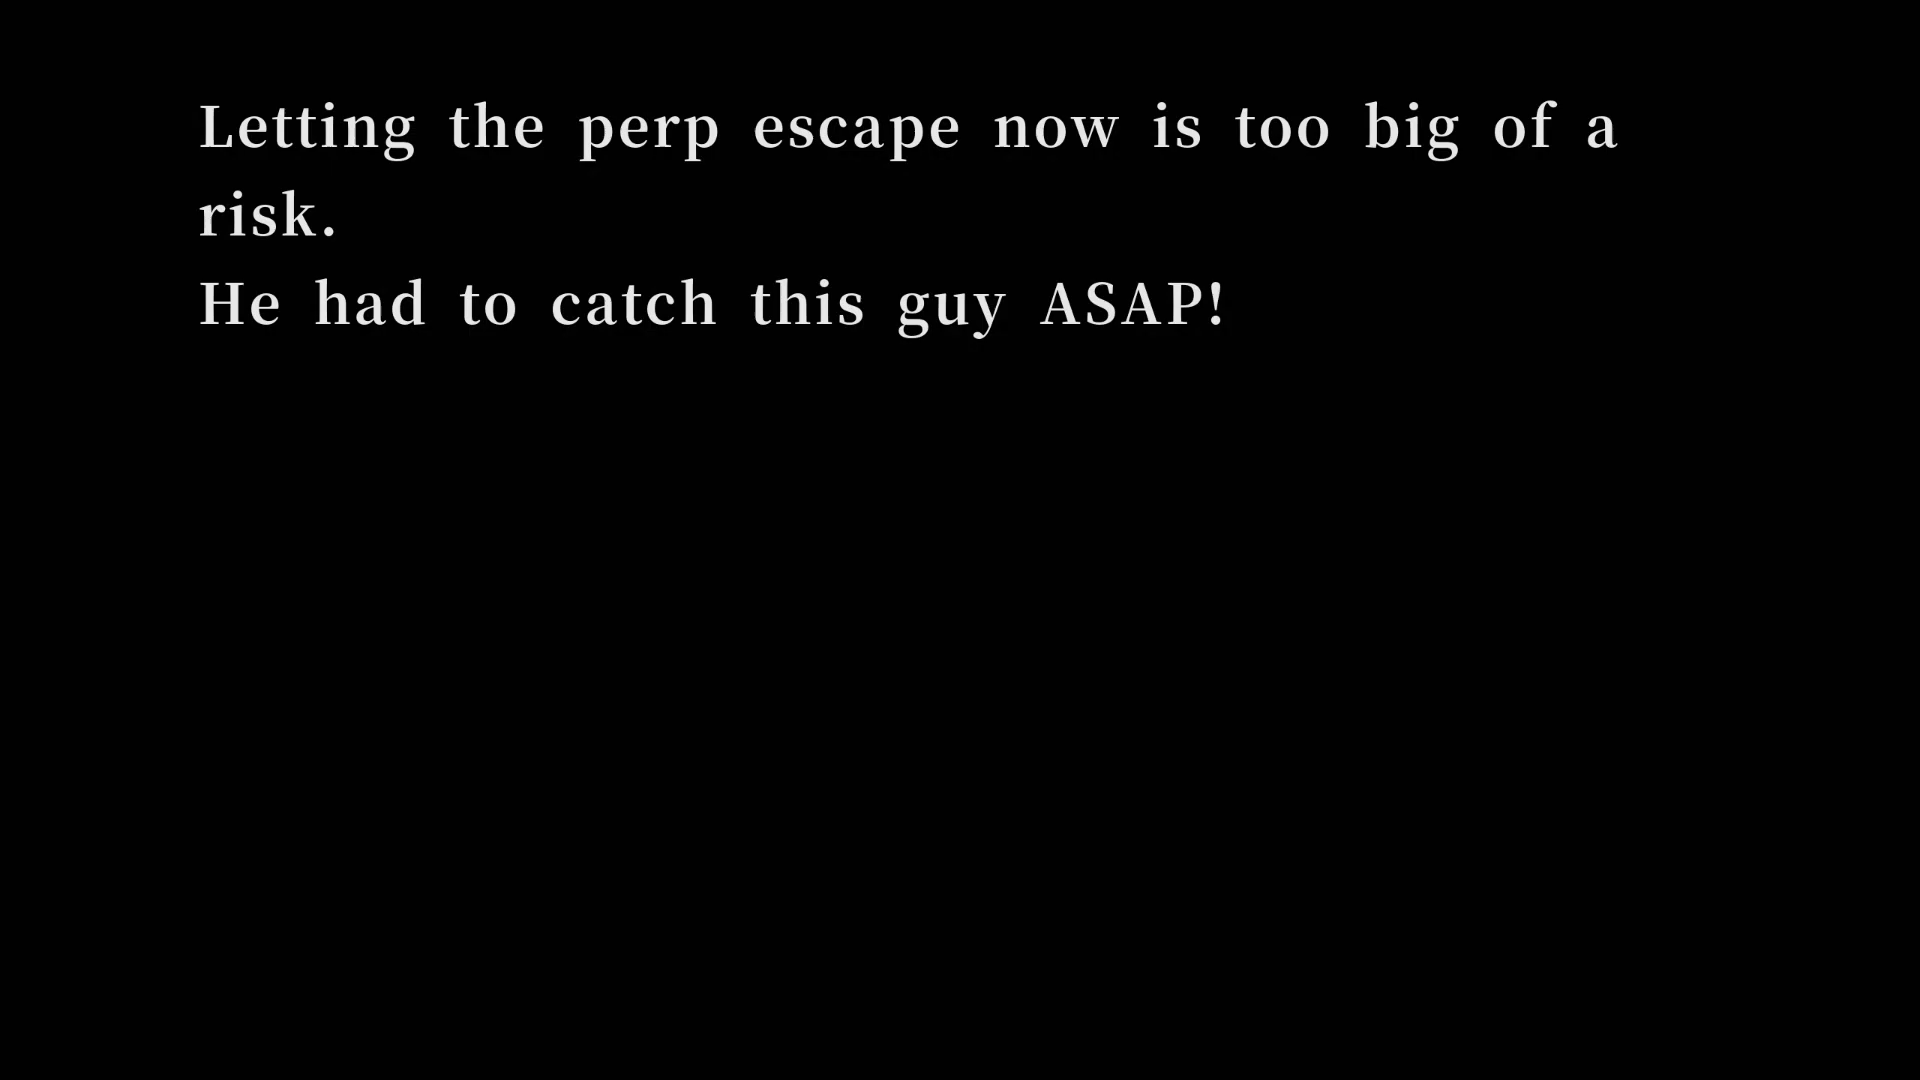 Letting the perp escape now is too big of a
risk.
He had to catch this guy ASAP!